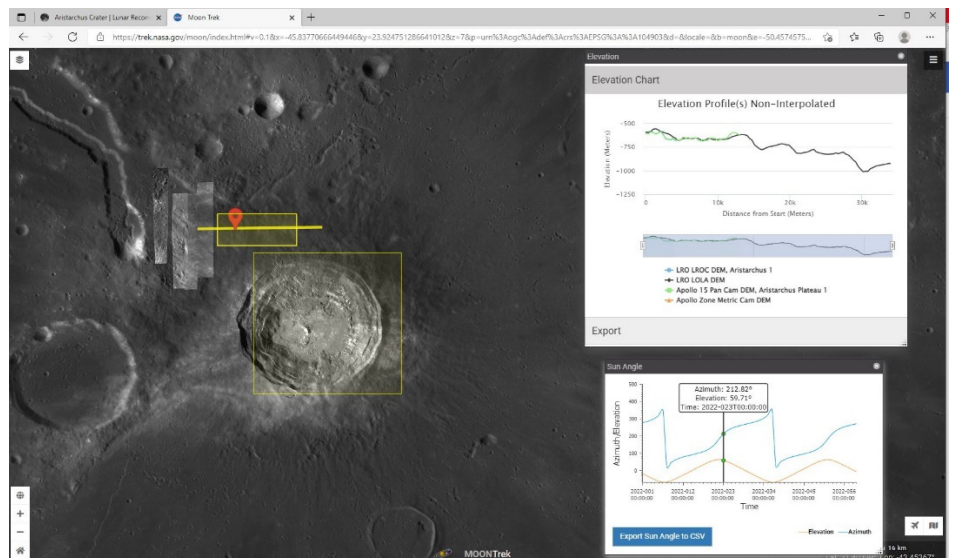 Aristarchus Crater | Lunar Recon
Moon Trek
https://trek.nasa.gov/moon/index.html#v=0.1&x=-45.83770666449446&y=23.92475128664101&z=7&p=urn%3Aogc%3Adef%3Acrs%3AEPSG%3A%3A104903&d=&locale=&b=moon&e=-50.4574575...
Elevation
Elevation Chart
Elevation Profile(s) Non-Interpolated
Elevation (Meters)
-500
-750
-1000
-1250
0
10k
20k
30k
Distance from Start (Meters)
LRO LROC DEM, Aristarchus 1
LRO LOLA DEM
Apollo 15 Pan Cam DEM, Aristarchus Plateau 1
Apollo Zone Metric Cam DEM
Export
Sun Angle
Azimuth/Elevation
500
400
300
200
100
0
Azimuth: 212.82°
Elevation: 59.71°
Time: 2022-023T00:00:00
2022-001 2022-012 2022-023 2022-034 2022-045 2022-056
00:00:00 00:00:00 00:00:00 00:00:00 00:00:00 00:00:00
Time
Export Sun Angle to CSV
Elevation Azimuth
MOONTrek